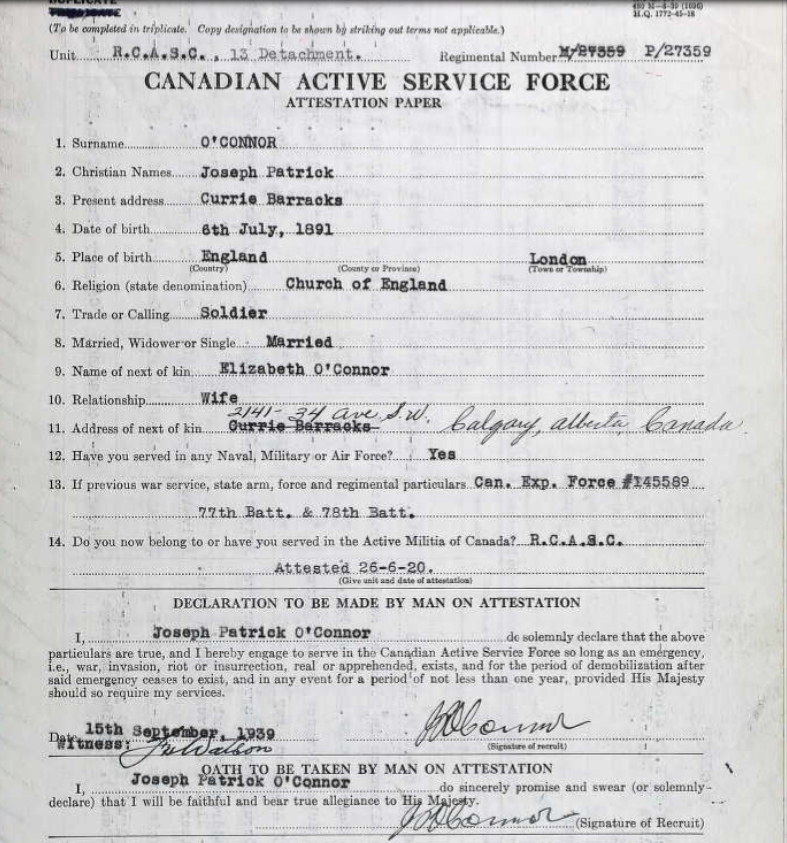 DUPLICATE
TRIPLICATE
H.Q. 1772-45-16
(To be completed in triplicate. Copy designation to be shown by striking out terms not applicable.)
Unit R.C.A.S.C., 13 Detachment. Regimental Number M/27359 P/27359
CANADIAN ACTIVE SERVICE FORCE
ATTESTATION PAPER
1. Surname O'CONNOR
2. Christian Names Joseph Patrick
3. Present address Currie Barracks
4. Date of birth 6th July, 1891
5. Place of birth England London
(Country) (County or Province) (Town or Township)
6. Religion (state denomination) Church of England
7. Trade or Calling Soldier
8. Married, Widower or Single Married
9. Name of next of kin Elizabeth O'Connor
10. Relationship Wife
2141- 34 Ave S.W. Calgary, Alberta, Canada
11. Address of next of kin Currie Barracks
12. Have you served in any Naval, Military or Air Force? Yes
13. If previous war service, state arm, force and regimental particulars Can. Exp. Force #145589
77th Batt. & 78th Batt.
14. Do you now belong to or have you served in the Active Militia of Canada? R.C.A.S.C.
Attested 26-6-20.
(Give unit and date of attestation)
DECLARATION TO BE MADE BY MAN ON ATTESTATION
I, Joseph Patrick O'Connor do solemnly declare that the above
particulars are true, and I hereby engage to serve in the Canadian Active Service Force so long as an emergency,
i.e., war, invasion, riot or insurrection, real or apprehended, exists, and for the period of demobilization after
said emergency ceases to exist, and in any event for a period of not less than one year, provided His Majesty
should so require my services.
Date 15th September, 1939 JPOConnor
Witness: Watson (Signature of recruit)
OATH TO BE TAKEN BY MAN ON ATTESTATION
I, Joseph Patrick O'Connor do sincerely promise and swear (or solemnly
declare) that I will be faithful and bear true allegiance to His Majesty.
JPOConnor (Signature of Recruit)